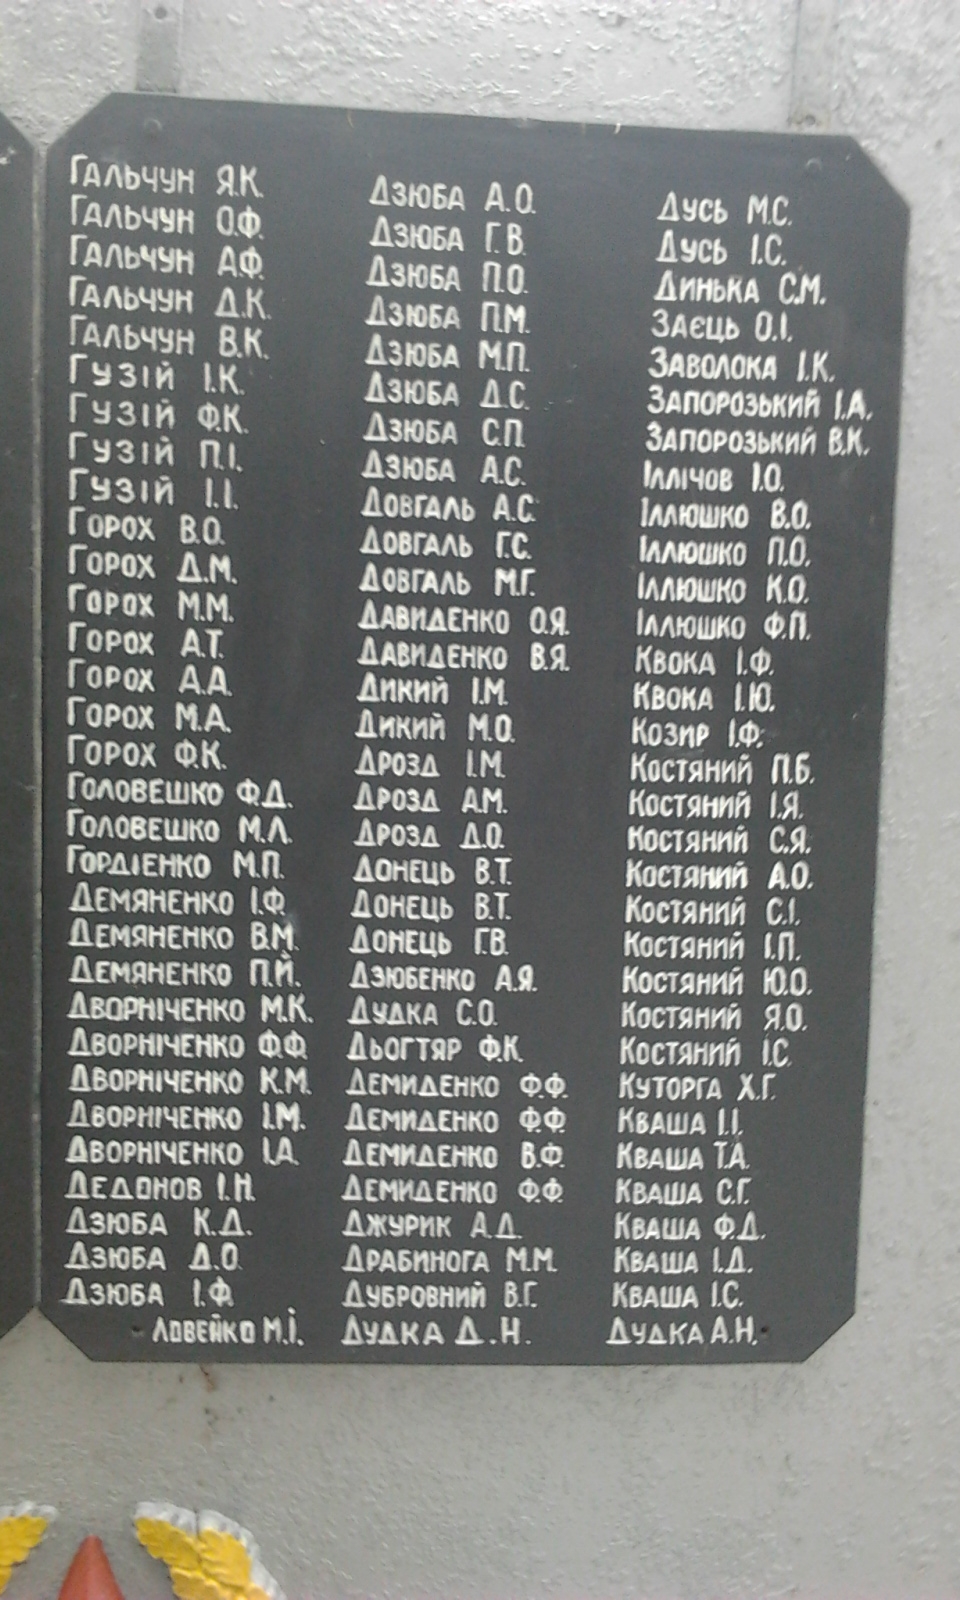 Гальчун Я.К.
Гальчун О.Ф.
Гальчун А.Ф.
Гальчун Д.К.
Гальчун В.К.
Гузій І.К.
Гузій Ф.К.
Гузій П.І.
Гузій І.І.
Горох В.О.
Горох Д.М.
Горох М.М.
Горох А.Т.
Горох А.А.
Горох М.А.
Горох Ф.К.
Головешко Ф.Д.
Головешко М.Л.
Гордієнко М.П.
Демяненко І.Ф.
Демяненко В.М.
Демяненко П.Й.
Дворніченко М.К.
Дворніченко Ф.Ф.
Дворніченко К.М.
Дворніченко І.М.
Дворніченко І.А.
Дедонов І.Н.
Дзюба К.Д.
Дзюба Д.О.
Дзюба І.Ф.
Ловейко М.І.
Дзюба А.О.
Дзюба Г.В.
Дзюба П.О.
Дзюба П.М.
Дзюба М.П.
Дзюба Д.С.
Дзюба С.П.
Дзюба А.С.
Довгаль А.С.
Довгаль Г.С.
Довгаль М.Г.
Давиденко О.Я.
Давиденко В.Я.
Дикий І.М.
Дикий М.О.
Дрозд І.М.
Дрозд А.М.
Дрозд Д.О.
Донець В.Т.
Донець В.Т.
Донець Г.В.
Дзюбенко А.Я.
Дудка С.О.
Дьогтяр Ф.К.
Демиденко Ф.Ф.
Демиденко Ф.Ф.
Демиденко В.Ф.
Демиденко Ф.Ф.
Джурик А.Д.
Драбинога М.М.
Дубровний В.Г.
Дудка Д.Н.
Дусь М.С.
Дусь І.С.
Динька С.М.
Заєць О.І.
Заволока І.К.
Запорозький І.А.
Запорозький В.К.
Іллічов І.О.
Іллюшко В.О.
Іллюшко П.О.
Іллюшко К.О.
Іллюшко Ф.П.
Квока І.Ф.
Квока І.Ю.
Козир І.Ф.
Костяний П.Б.
Костяний І.Я.
Костяний С.Я.
Костяний А.О.
Костяний С.І.
Костяний І.П.
Костяний Ю.О.
Костяний Я.О.
Костяний І.С.
Куторга Х.Г.
Кваша І.І.
Кваша Т.А.
Кваша С.Г.
Кваша Ф.Д.
Кваша І.Д.
Кваша І.С.
Дудка А.Н.